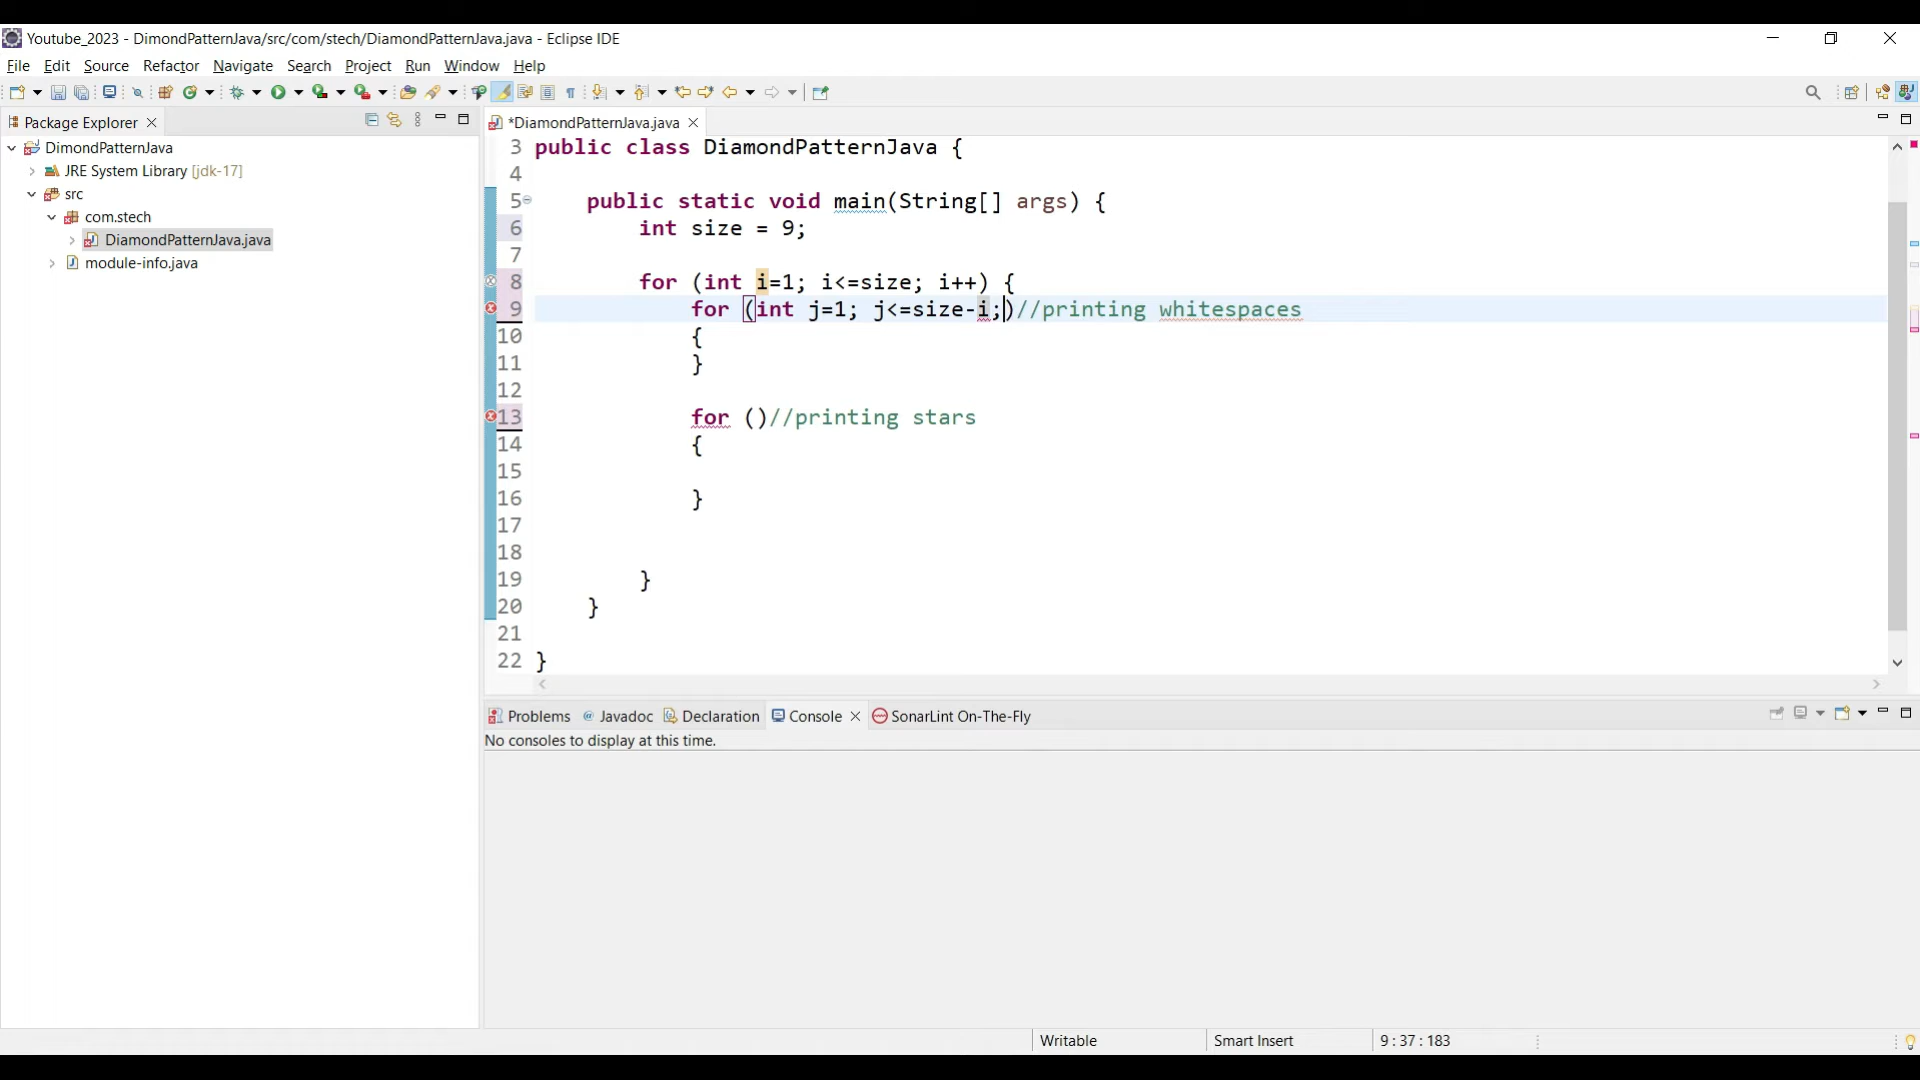 Youtube_2023 - DimondPatternJava/src/com/stech/DiamondPatternJava.java - Eclipse IDE
File Edit Source Refactor Navigate Search Project Run Window Help
Package Explorer
DimondPatternJava
JRE System Library [jdk-17]
src
com.stech
DiamondPatternJava.java
module-info.java
*DiamondPatternJava.java
3 public class DiamondPatternJava {
4
5 public static void main(String[] args) {
6 int size = 9;
7
8 for (int i=1; i<=size; i++) {
9 for (int j=1; j<=size-i;)//printing whitespaces
10 {
11 }
12
13 for ()//printing stars
14 {
15
16 }
17
18
19 }
20 }
21
22 }
Problems Javadoc Declaration Console SonarLint On-The-Fly
No consoles to display at this time.
Writable Smart Insert 9 : 37 : 183